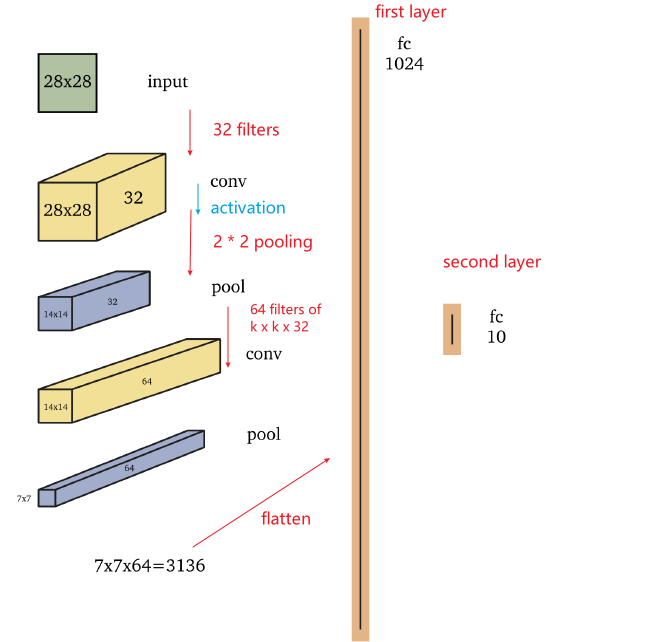 first layer
fc
1024
28x28
input
32 filters
28x28
32
conv
activation
2 * 2 pooling
second layer
pool
14x14
32
64 filters of
k x k x 32
fc
10
conv
14x14
64
pool
64
7x7
flatten
7x7x64=3136